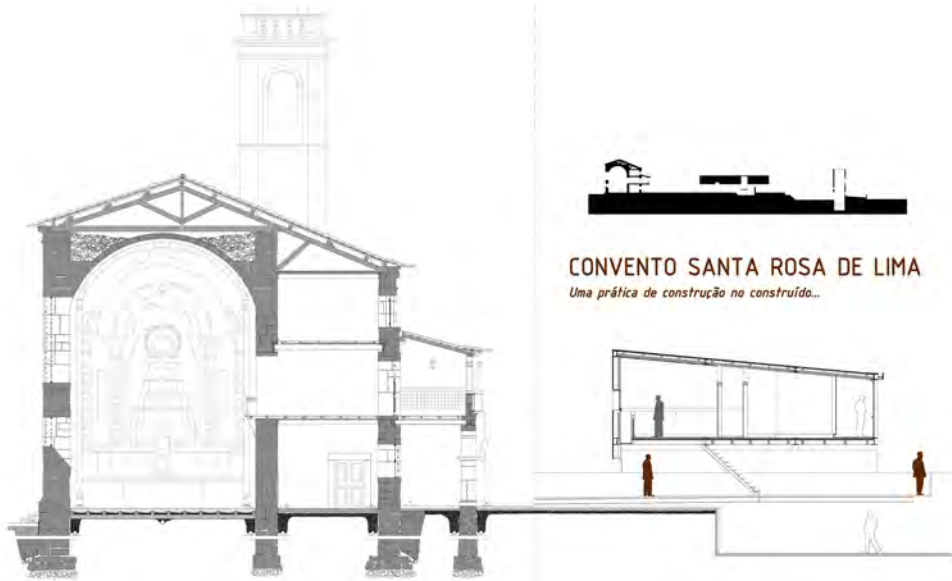 CONVENTO SANTA ROSA DE LIMA
Uma prática de construção no construído...